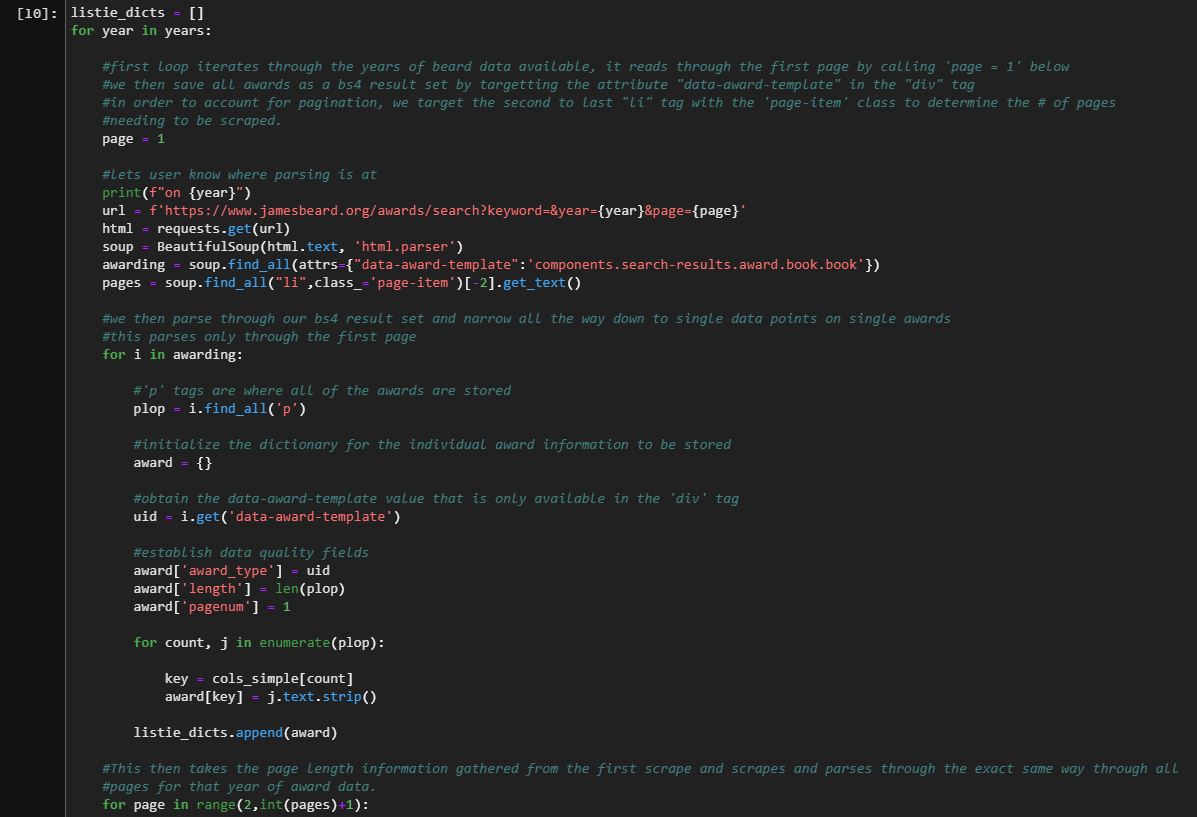 [10]: listie_dicts = []
for year in years:
#first loop iterates through the years of beard data available, it reads through the first page by calling 'page = 1' below
#we then save all awards as a bs4 result set by targetting the attribute "data-award-template" in the "div" tag
#in order to account for pagination, we target the second to last "li" tag with the 'page-item' class to determine the # of pages
#needing to be scraped.
page = 1
#lets user know where parsing is at
print(f"on {year}")
url = f'https://www.jamesbeard.org/awards/search?keyword=&year={year}&page={page}'
html = requests.get(url)
soup = BeautifulSoup(html.text, 'html.parser')
awarding = soup.find_all(attrs={"data-award-template":'components.search-results.award.book.book'})
pages = soup.find_all("li",class_='page-item')[-2].get_text()
#we then parse through our bs4 result set and narrow all the way down to single data points on single awards
#this parses only through the first page
for i in awarding:
#'p' tags are where all of the awards are stored
plop = i.find_all('p')
#initialize the dictionary for the individual award information to be stored
award = {}
#obtain the data-award-template value that is only available in the 'div' tag
uid = i.get('data-award-template')
#establish data quality fields
award['award_type'] = uid
award['length'] = len(plop)
award['pagenum'] = 1
for count, j in enumerate(plop):
key = cols_simple[count]
award[key] = j.text.strip()
listie_dicts.append(award)
#This then takes the page length information gathered from the first scrape and scrapes and parses through the exact same way through all
#pages for that year of award data.
for page in range(2,int(pages)+1):